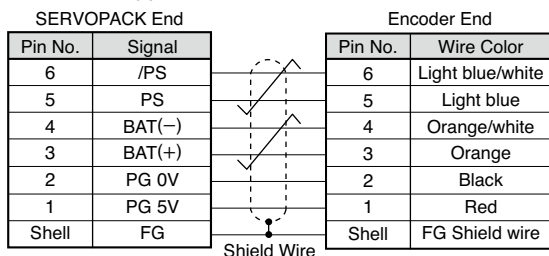 SERVOPACK End Encoder End
Pin No. Signal Pin No. Wire Color
6 /PS 6 Light blue/white
5 PS 5 Light blue
4 BAT(−) 4 Orange/white
3 BAT(+) 3 Orange
2 PG 0V 2 Black
1 PG 5V 1 Red
Shell FG Shell FG Shield wire
Shield Wire